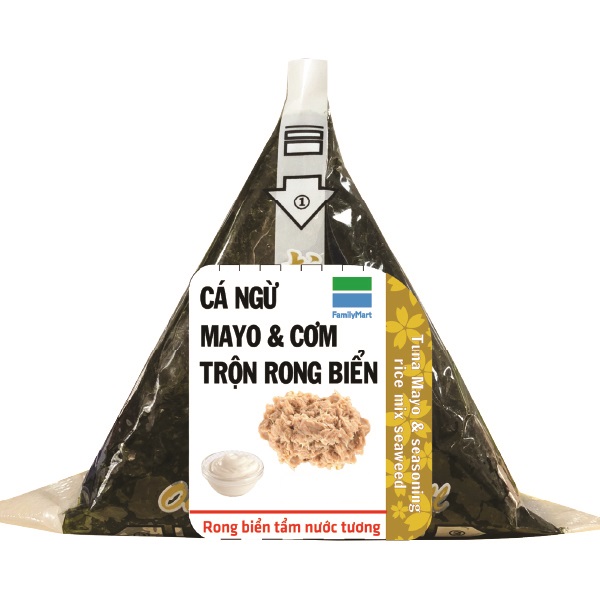 ①
CÁ NGỪ
MAYO & CƠM
TRỘN RONG BIỂN
FamilyMart
Tuna Mayo & seasoning
rice mix seaweed
Rong biển tẩm nước tương